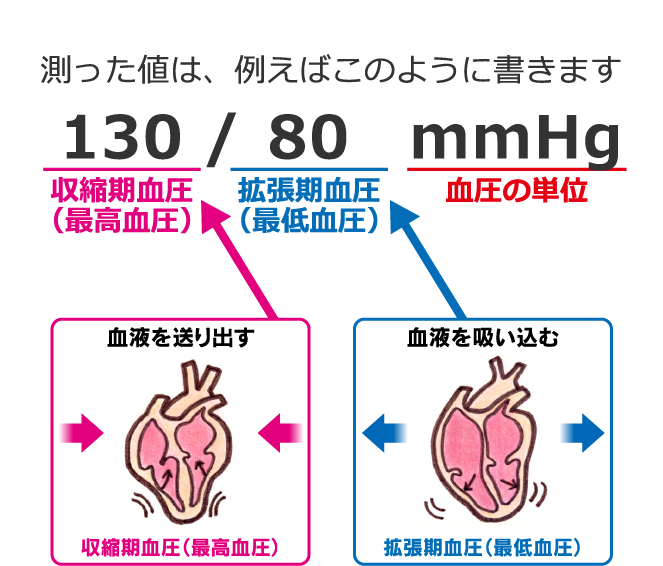 測った値は、例えばこのように書きます
130 / 80 mmHg
収縮期血圧 拡張期血圧 血圧の単位
（最高血圧） （最低血圧）
血液を送り出す
収縮期血圧（最高血圧）
血液を吸い込む
拡張期血圧（最低血圧）